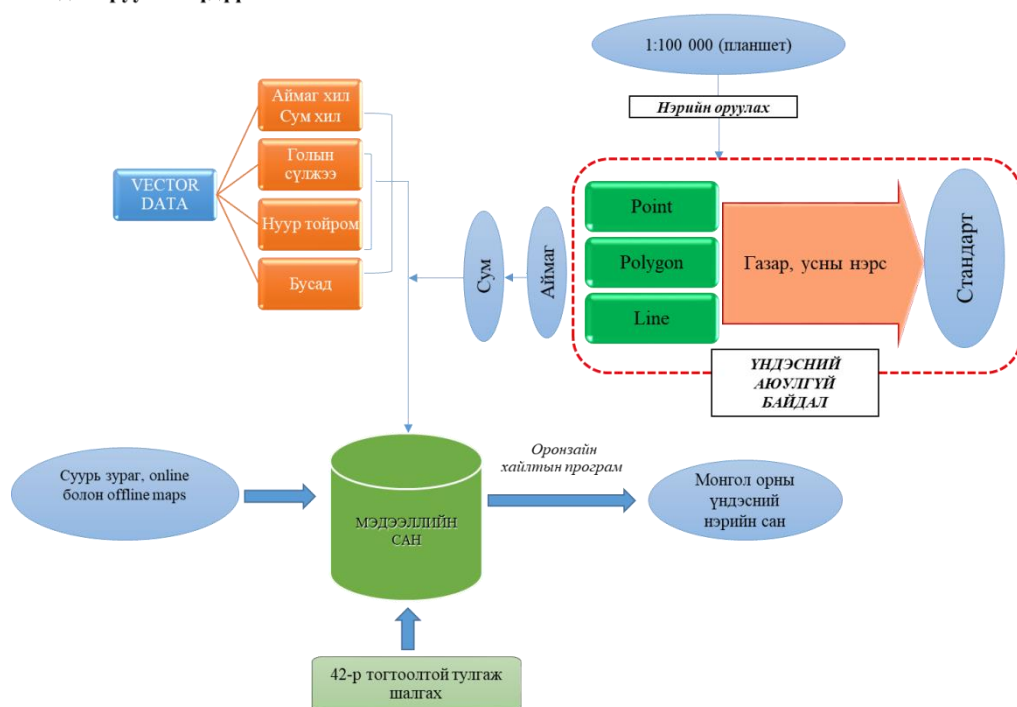 1:100 000 (планшет)
Нэрийн оруулах
Аймаг хил
Сум хил
Голын
сүлжээ
VECTOR
DATA
Нуур тойром
Бусад
Сум
Аймаг
Point
Polygon
Line
Газар, усны нэрс
Стандарт
ҮНДЭСНИЙ
АЮУЛГҮЙ
БАЙДАЛ
Суурь зураг, online
болон offline maps
МЭДЭЭЛЛИЙН
САН
Оронзайн
хайлтын програм
Монгол орны
үндэсний
нэрийн сан
42-р тогтоолтой тулгаж
шалгах